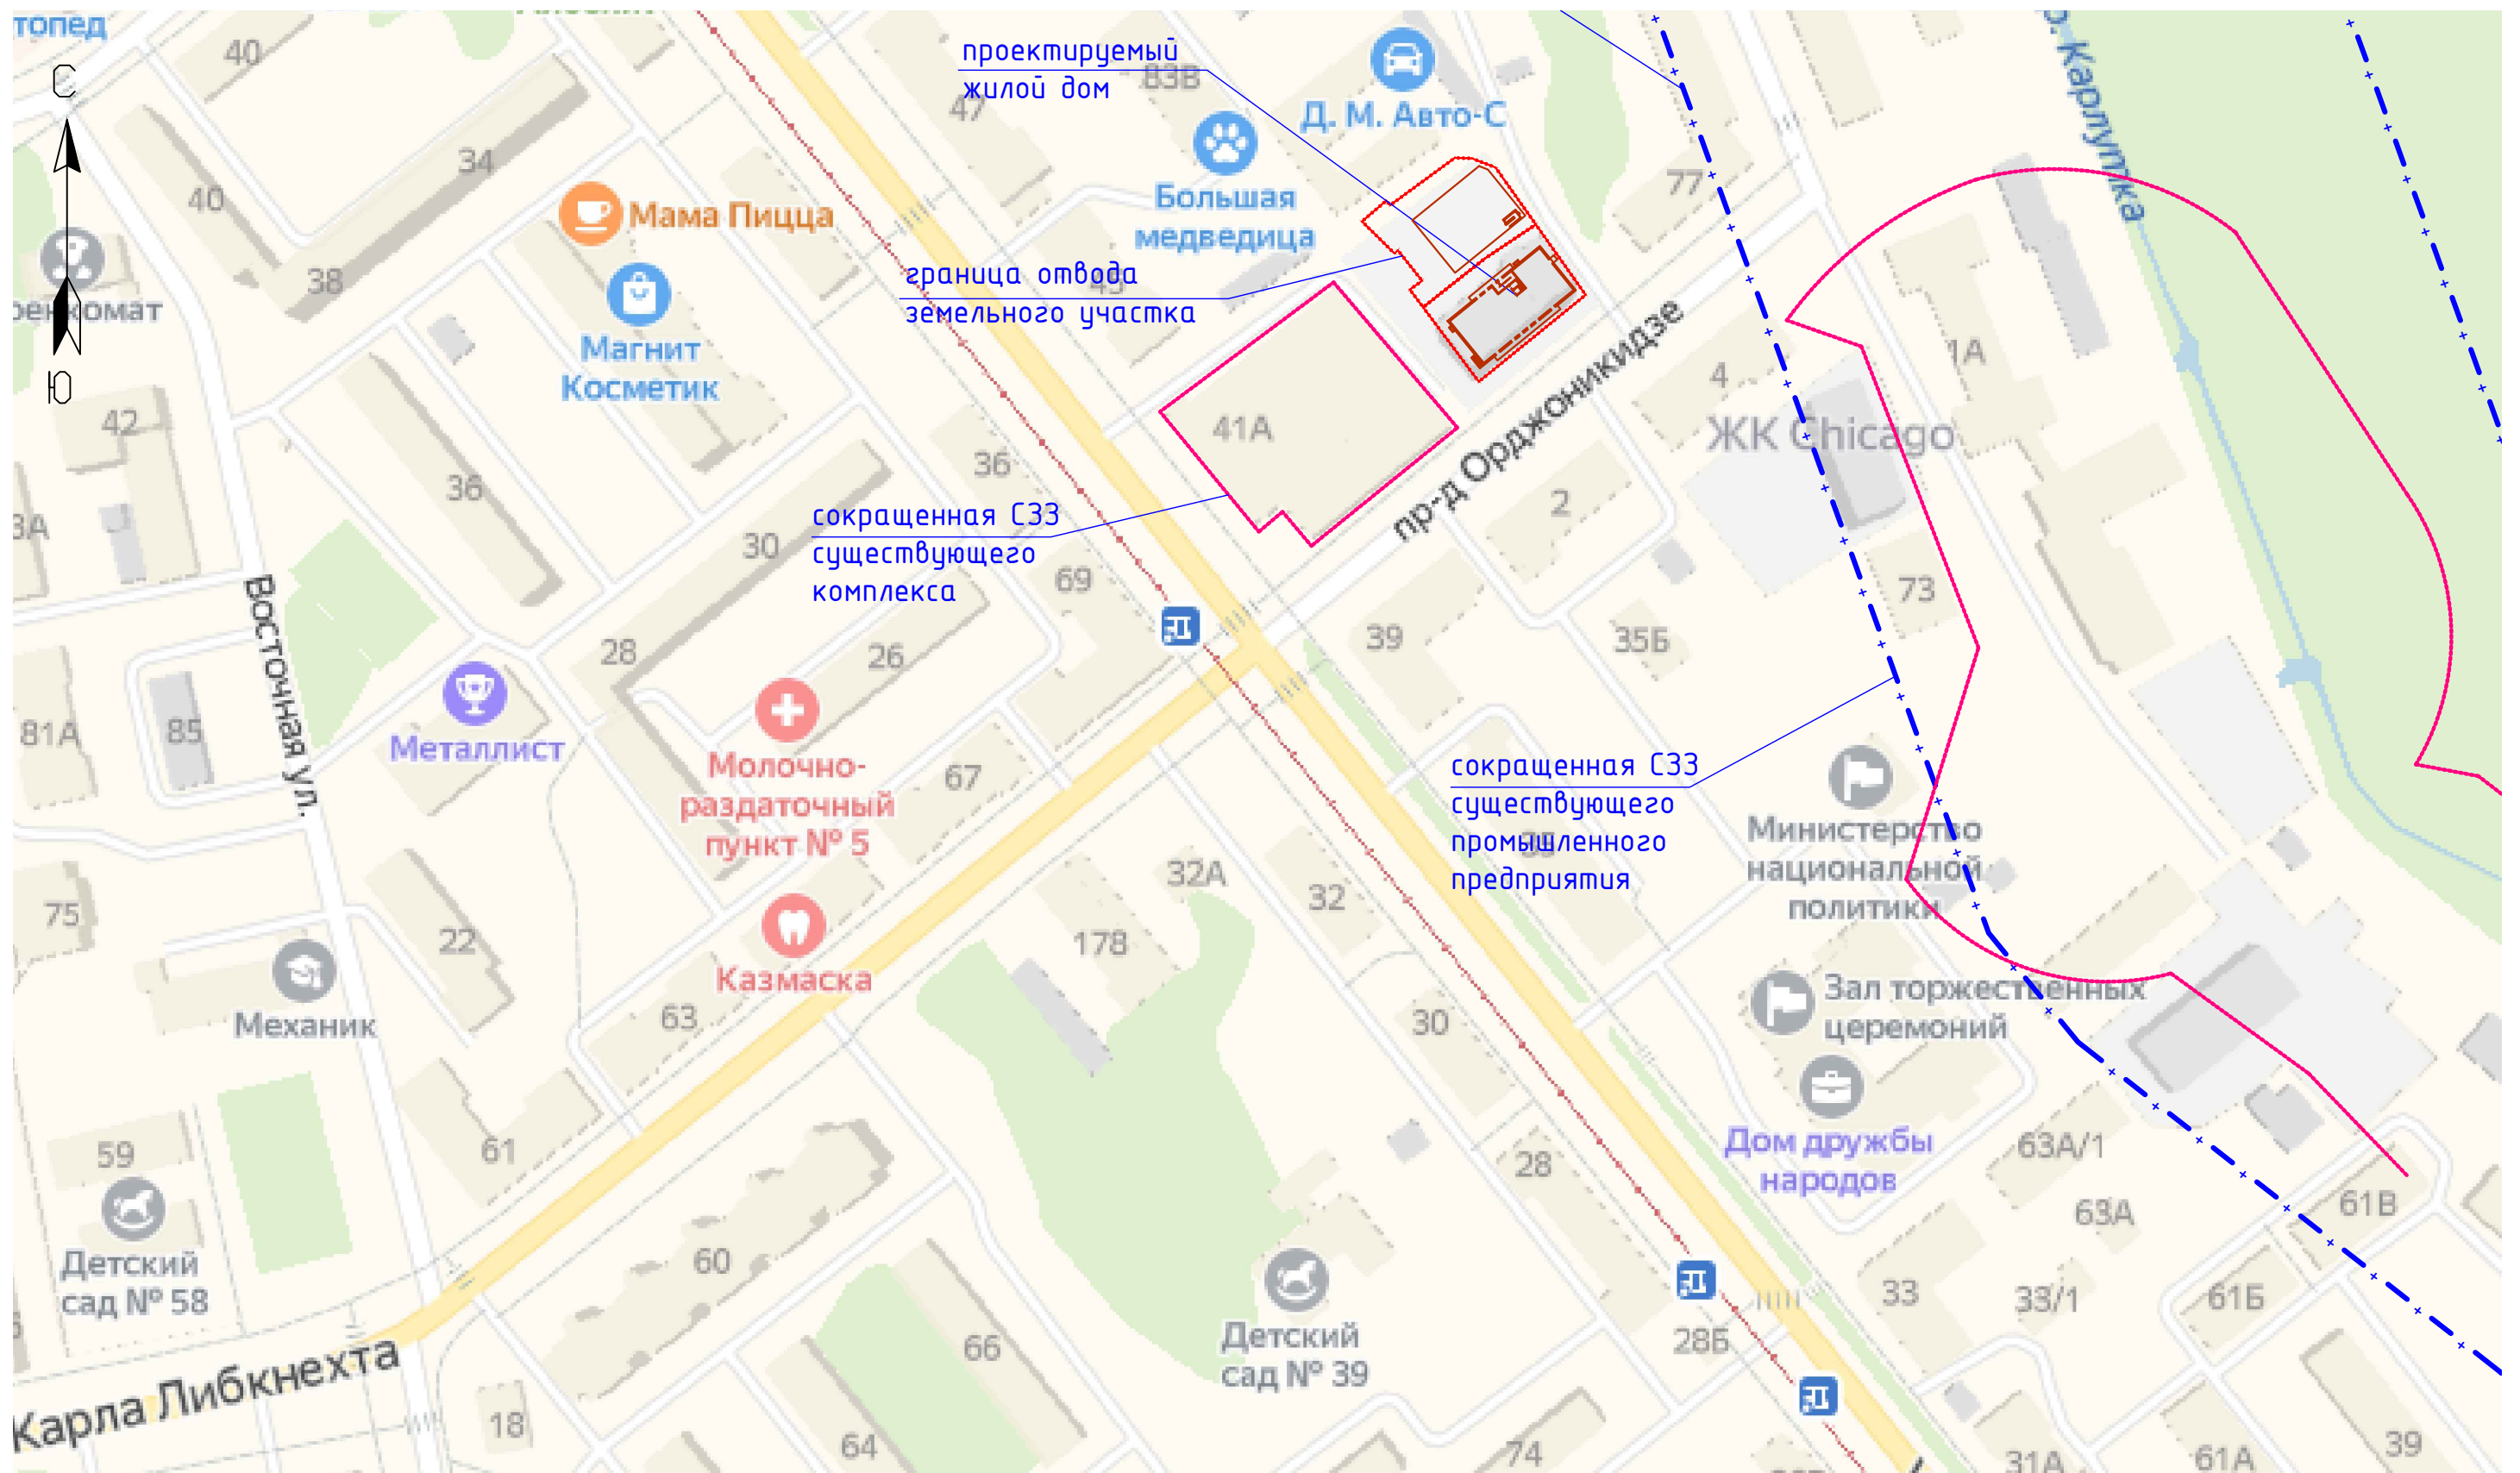 топед
40
С
проектируемый
жилой дом
83В
47
Д. М. Авто-С
р. Карлутка
34
40
77
Большая
медведица
Мама Пицца
38
граница отвода
земельного участка
45
Магнит
Косметик
Ю
42
4
1А
ЖК Chicago
41А
пр-д Орджоникидзе
36
36
2
3А
30
сокращенная СЗЗ
существующего
комплекса
69
73
Восточная ул.
28
26
39
35Б
81А
85
Металлист
67
Молочно-
раздаточный
пункт № 5
сокращенная СЗЗ
существующего
промышленного
предприятия
35
Министерство
национальной
политики
32А
32
75
22
178
Казмаска
Механик
63
30
Зал торжественных
церемоний
Дом дружбы
народов
63А/1
63А
61В
59
61
28
Детский
сад № 58
60
33
33/1
61Б
66
Детский
сад № 39
28Б
Карла Либкнехта
18
64
74
31А
61А
39